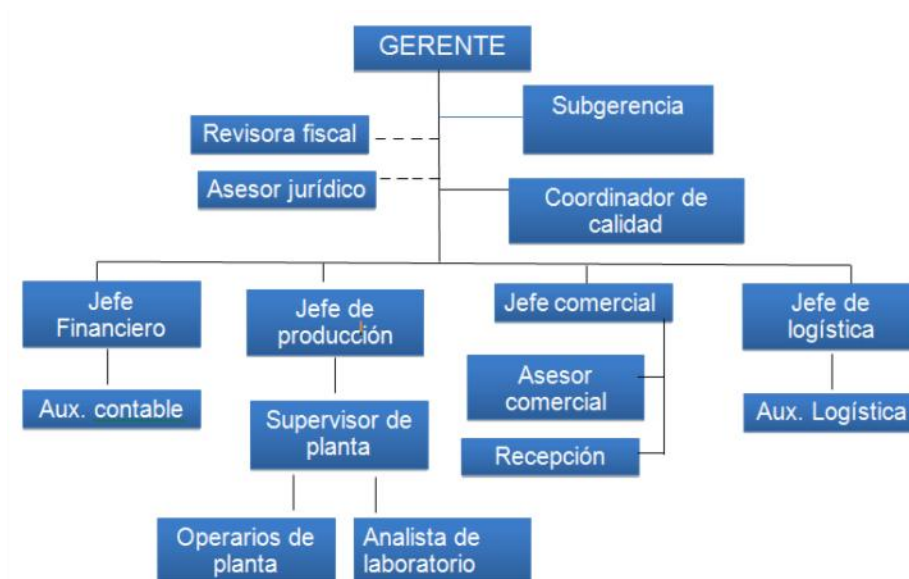 GERENTE
Subgerencia
Revisora fiscal
Asesor jurídico
Coordinador de
calidad
Jefe
Financiero
Jefe de
producción
Jefe comercial
Jefe de
logística
Aux. contable
Supervisor de
planta
Asesor
comercial
Aux. Logística
Recepción
Operarios de
planta
Analista de
laboratorio